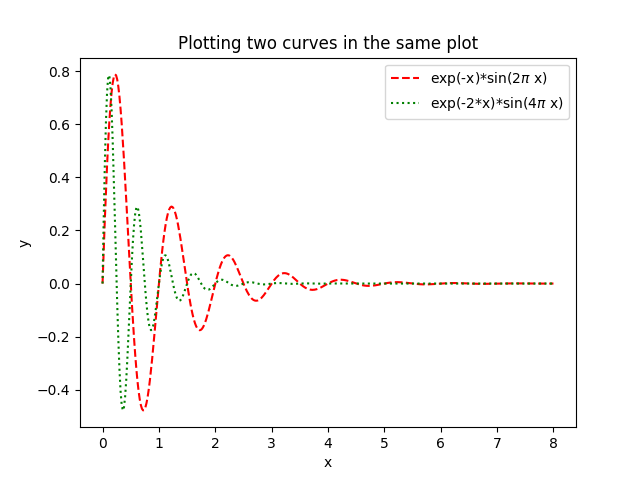 Plotting two curves in the same plot
exp(-x)*sin(2π x)
exp(-2*x)*sin(4π x)
y
0.8
0.6
0.4
0.2
0.0
−0.2
−0.4
0 1 2 3 4 5 6 7 8
x